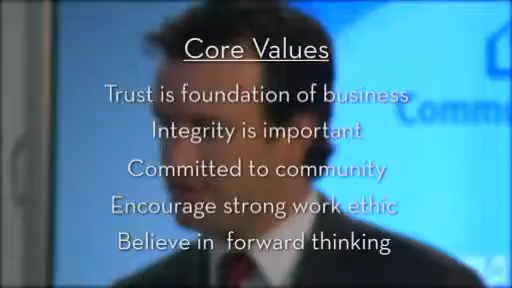 Core Values
Trust is foundation of business
Integrity is important
Committed to community
Encourage strong work ethic
Believe in forward thinking